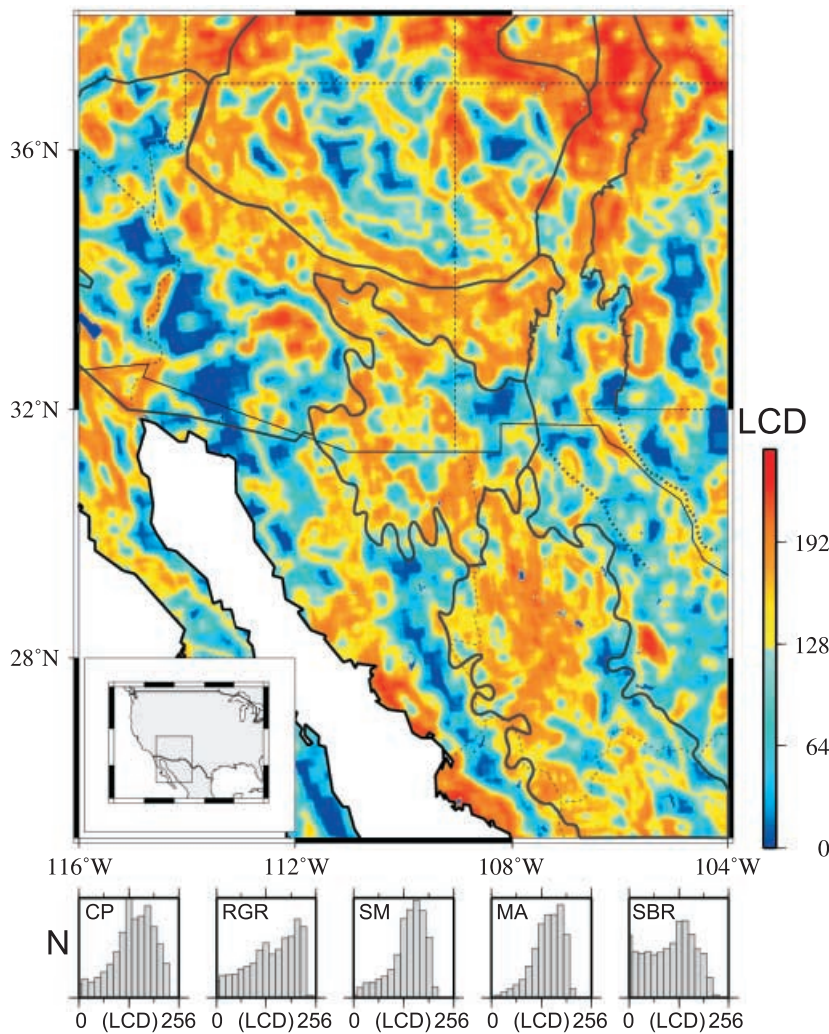 36°N
32°N
28°N
116°W 112°W 108°W 104°W
LCD
192
128
64
0
N
CP RGR SM MA SBR
0 (LCD) 256 0 (LCD) 256 0 (LCD) 256 0 (LCD) 256 0 (LCD) 256